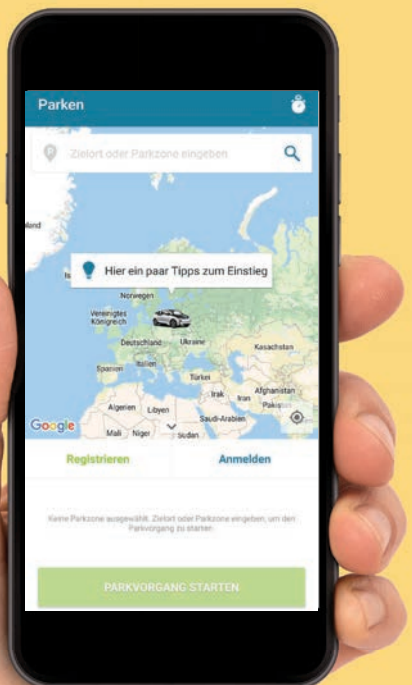 Parken
Zielort oder Parkzone eingeben
Hier ein paar Tipps zum Einstieg
Norwegen
Vereinigtes
Königreich
Deutschland Ukraine
Kasachstan
Spanien Italien
Türkei
Irak Iran Afghanistan
Pakistan
Algerien Libyen
Saudi-Arabien
Google
Mali Niger Sudan
Registrieren Anmelden
Keine Parkzone ausgewählt. Zielort oder Parkzone eingeben, um den
Parkvorgang zu starten.
PARKVORGANG STARTEN